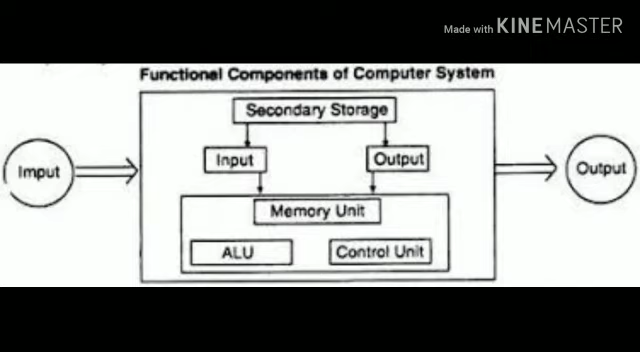 Made with KINEMASTER
Functional Components of Computer System
Secondary Storage
Input
Output
Imput
Output
Memory Unit
ALU
Control Unit